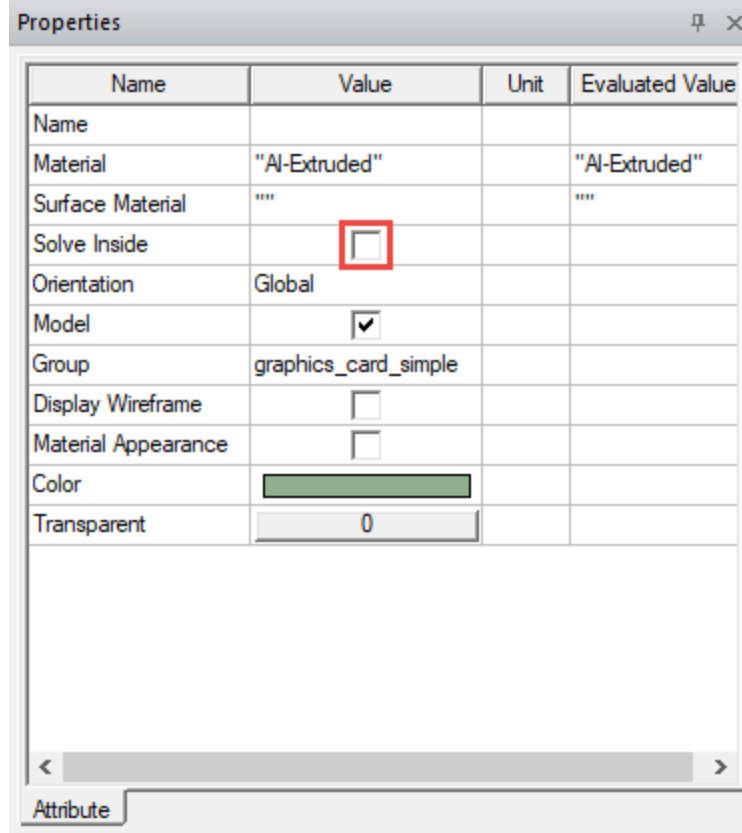 Properties
Name Value Unit Evaluated Value
Name
Material "Al-Extruded" "Al-Extruded"
Surface Material "" ""
Solve Inside
Orientation Global
Model
Group graphics_card_simple
Display Wireframe
Material Appearance
Color
Transparent 0
Attribute